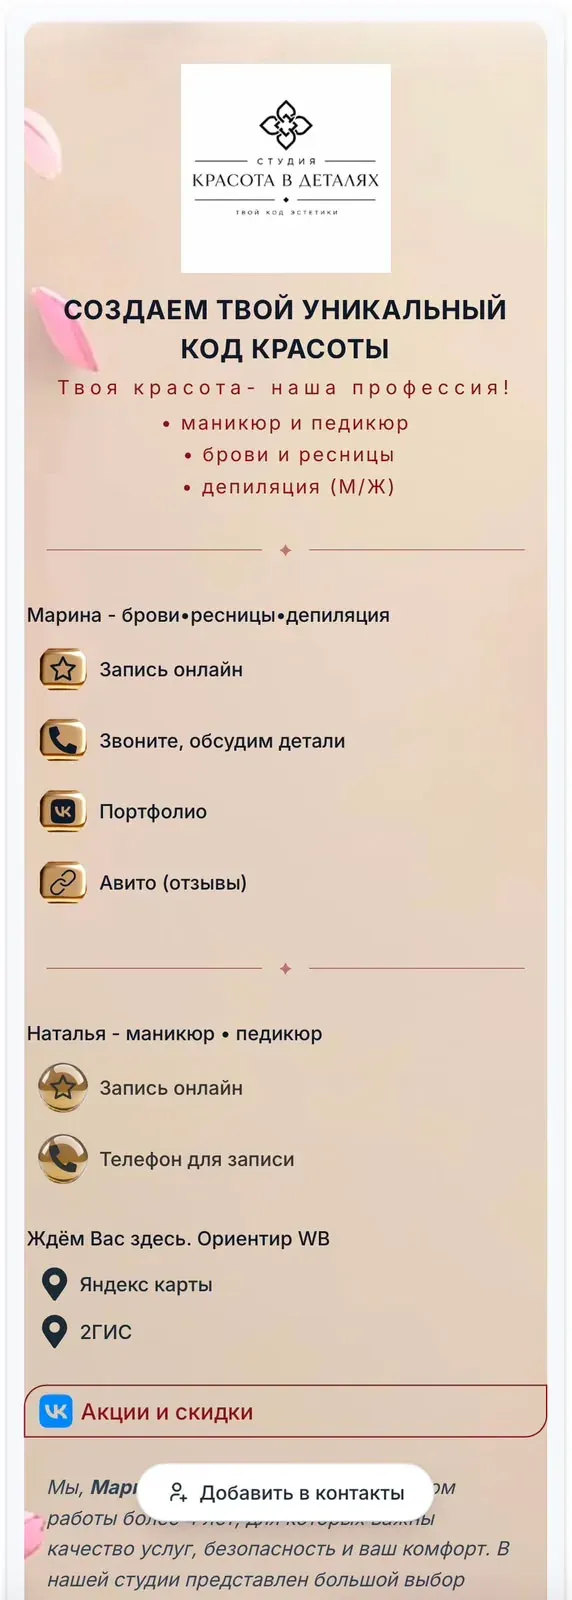 СТУДИЯ
КРАСОТА В ДЕТАЛЯХ
ТВОЙ КОД ЭСТЕТИКИ
СОЗДАЕМ ТВОЙ УНИКАЛЬНЫЙ
КОД КРАСОТЫ
Твоя красота- наша профессия!
• маникюр и педикюр
• брови и ресницы
• депиляция (М/Ж)
Марина - брови•ресницы•депиляция
Запись онлайн
Звоните, обсудим детали
Портфолио
Авито (отзывы)
Наталья - маникюр • педикюр
Запись онлайн
Телефон для записи
Ждём Вас здесь. Ориентир WB
Яндекс карты
2ГИС
Акции и скидки
Мы,
Добавить в контакты
работы
качество услуг, безопасность и ваш комфорт. В
нашей студии представлен большой выбор